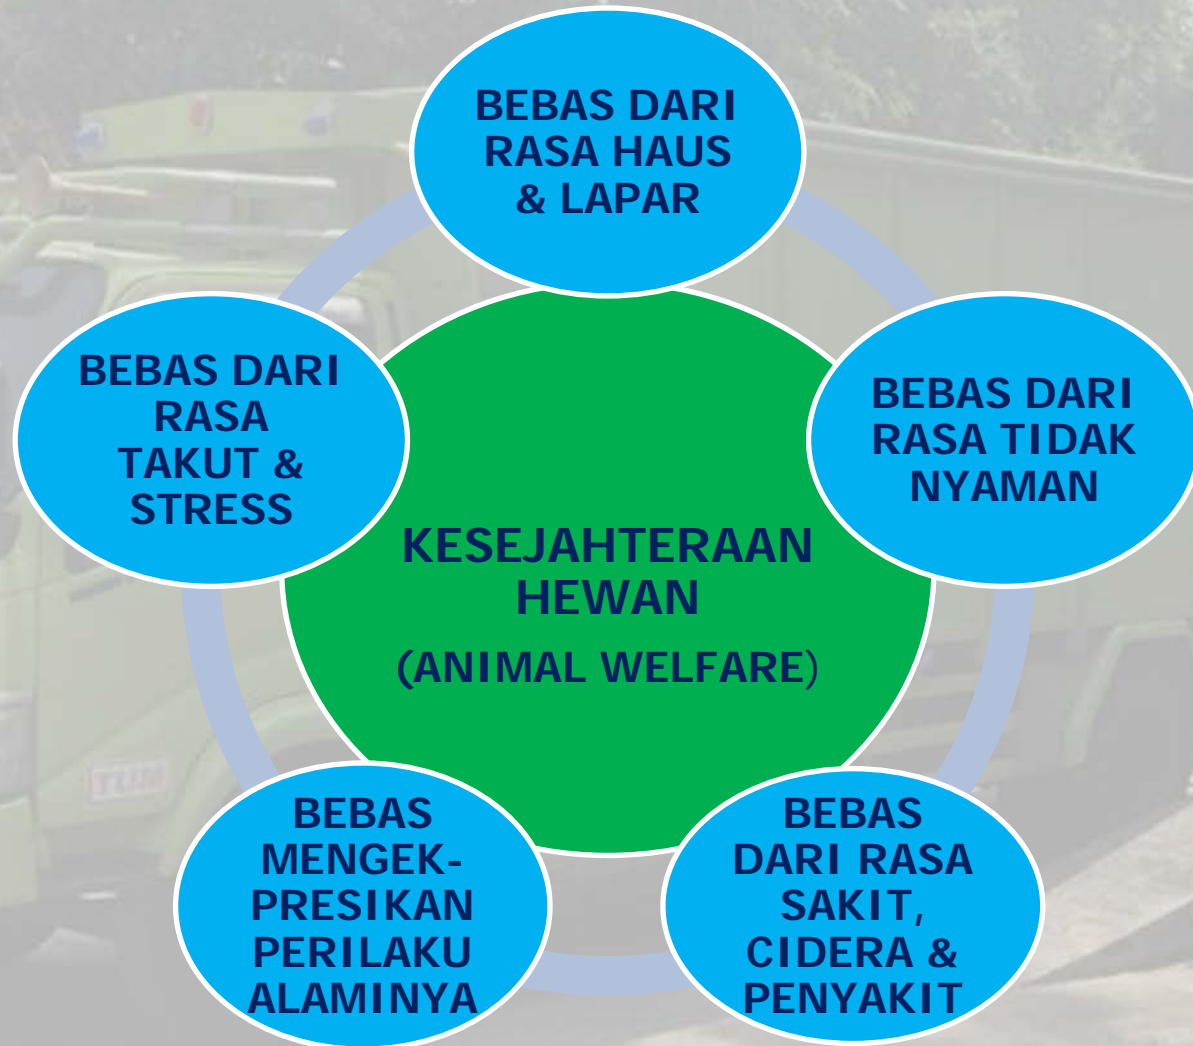 BEBAS DARI
RASA HAUS
& LAPAR
BEBAS DARI
RASA TIDAK
NYAMAN
BEBAS
DARI RASA
SAKIT,
CIDERA &
PENYAKIT
BEBAS
MENGEK-
PRESIKAN
PERILAKU
ALAMINYA
BEBAS DARI
RASA
TAKUT &
STRESS
KESEJAHTERAAN
HEWAN
(ANIMAL WELFARE)